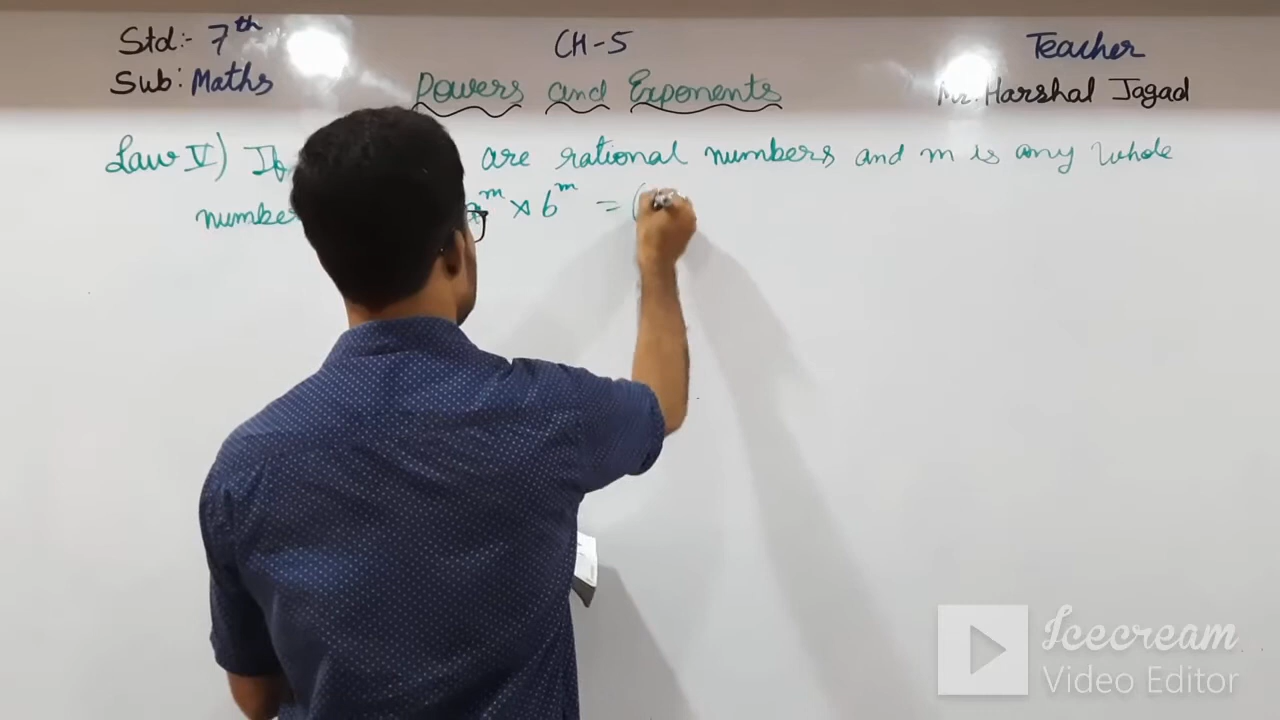 Std:- 7th
CH-5
Teacher
Sub: Maths
Powers and Exponents
Mr. Harshal Jagad
Law V) If are rational numbers and m is any whole
number a^m × b^m = (
Icecream
Video Editor